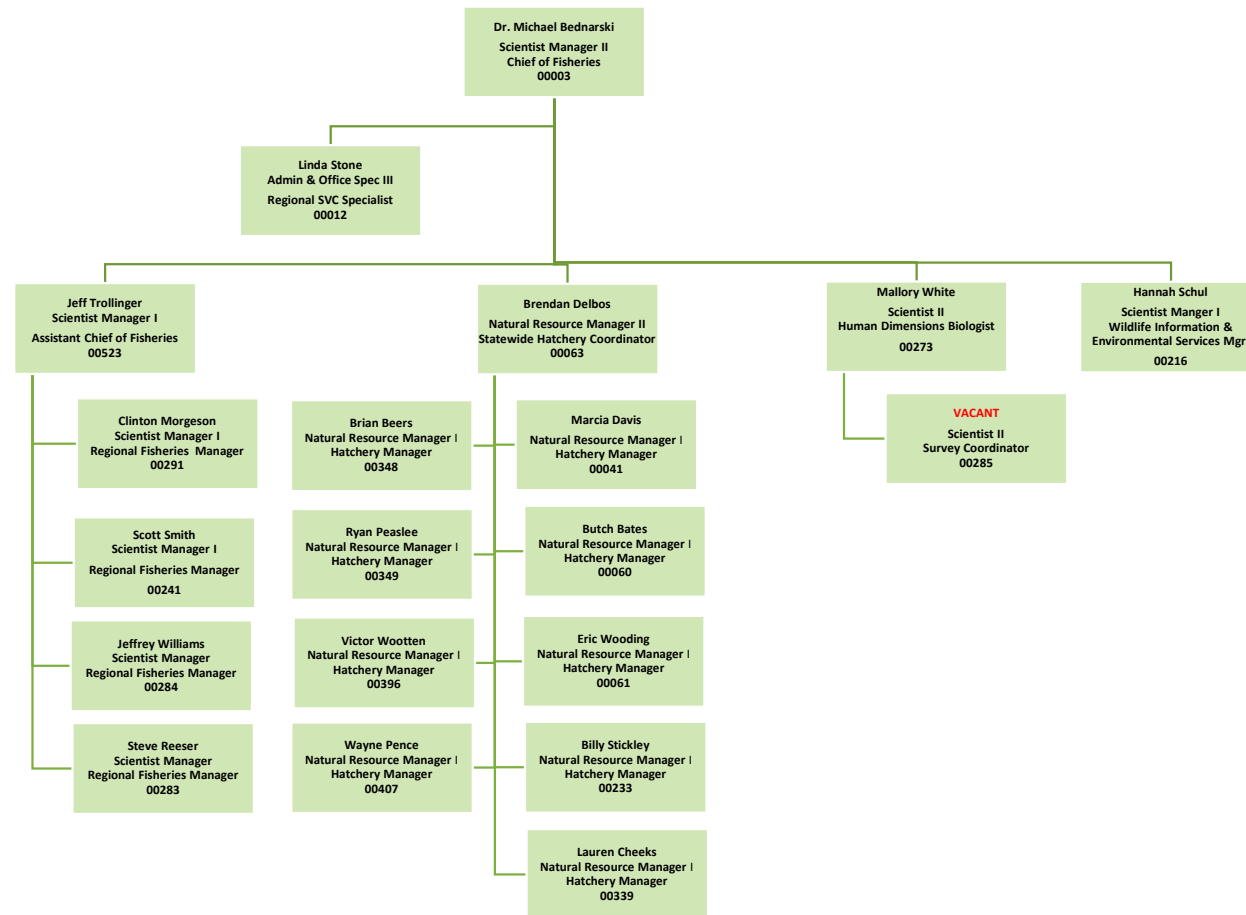 Dr. Michael Bednarski
Scientist Manager II
Chief of Fisheries
00003
Linda Stone
Admin & Office Spec III
Regional SVC Specialist
00012
Jeff Trollinger
Scientist Manager I
Assistant Chief of Fisheries
00523
Brendan Delbos
Natural Resource Manager II
Statewide Hatchery Coordinator
00063
Mallory White
Scientist II
Human Dimensions Biologist
00273
Hannah Schul
Scientist Manger I
Wildlife Information &
Environmental Services Mgr
00216
Clinton Morgeson
Scientist Manager I
Regional Fisheries Manager
00291
Brian Beers
Natural Resource Manager I
Hatchery Manager
00348
Marcia Davis
Natural Resource Manager I
Hatchery Manager
00041
VACANT
Scientist II
Survey Coordinator
00285
Scott Smith
Scientist Manager I
Regional Fisheries Manager
00241
Ryan Peaslee
Natural Resource Manager I
Hatchery Manager
00349
Butch Bates
Natural Resource Manager I
Hatchery Manager
00060
Jeffrey Williams
Scientist Manager
Regional Fisheries Manager
00284
Victor Wootten
Natural Resource Manager I
Hatchery Manager
00396
Eric Wooding
Natural Resource Manager I
Hatchery Manager
00061
Steve Reeser
Scientist Manager
Regional Fisheries Manager
00283
Wayne Pence
Natural Resource Manager I
Hatchery Manager
00407
Billy Stickley
Natural Resource Manager I
Hatchery Manager
00233
Lauren Cheeks
Natural Resource Manager I
Hatchery Manager
00339